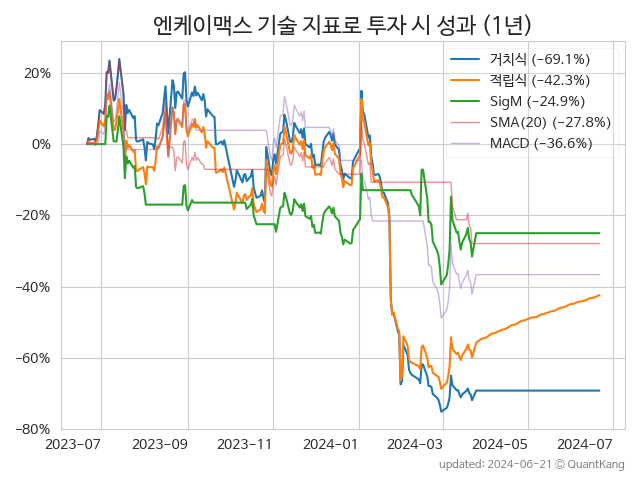 엔케이맥스 기술 지표로 투자 시 성과 (1년)
거치식 (−69.1%)
적립식 (−42.3%)
SigM (−24.9%)
SMA(20) (−27.8%)
MACD (−36.6%)
20%
0%
−20%
−40%
−60%
−80%
2023-07 2023-09 2023-11 2024-01 2024-03 2024-05 2024-07
updated: 2024-06-21 © QuantKang